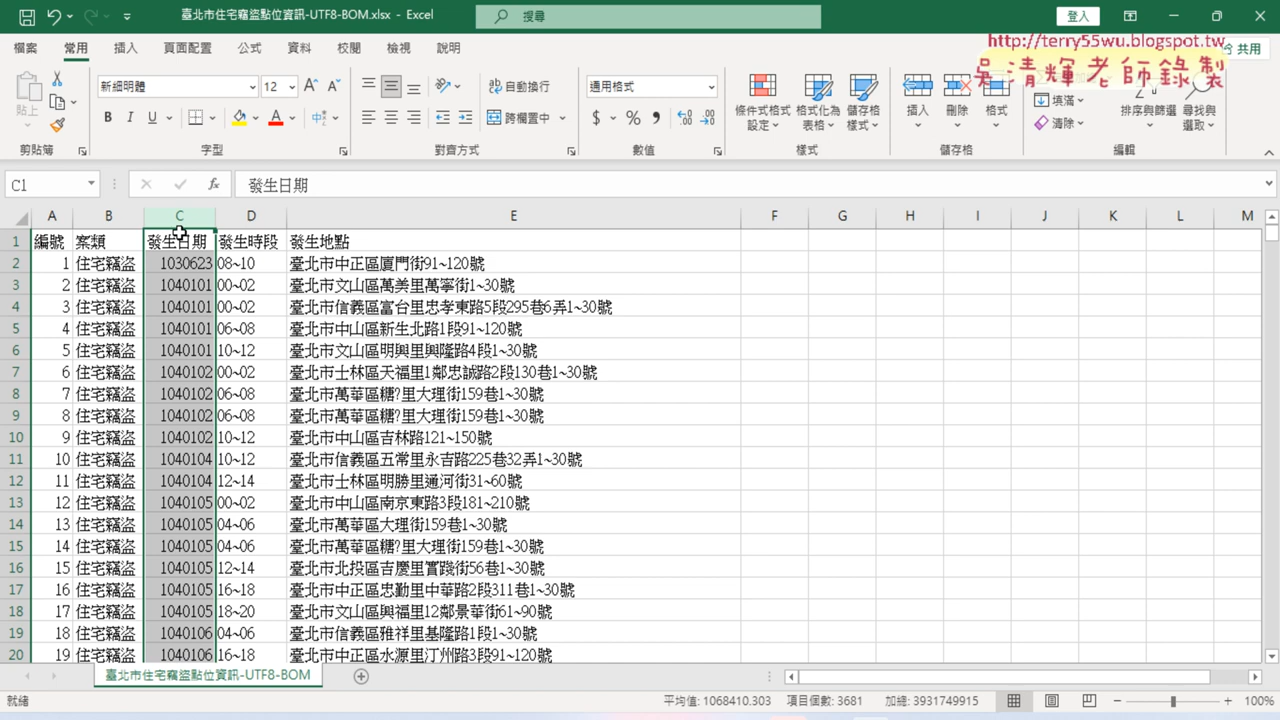 臺北市住宅竊盜點位資訊-UTF8-BOM.xlsx - Excel
搜尋
登入
檔案 常用 插入 頁面配置 公式 資料 校閱 檢視 說明
http://terry55wu.blogspot.tw
共用
吳清輝老師錄製
貼上
新細明體 12
自動換行
跨欄置中
通用格式
條件式格式設定
格式化為表格
儲存格樣式
插入 刪除 格式
填滿
清除
排序與篩選
尋找與選取
剪貼簿 字型 對齊方式 數值 樣式 儲存格 編輯
C1 發生日期
A B C D E F G H I J K L M
1 編號 案類 發生日期 發生時段 發生地點
2 1 住宅竊盜 1030623 08~10 臺北市中正區廈門街91~120號
3 2 住宅竊盜 1040101 00~02 臺北市文山區萬美里萬寧街1~30號
4 3 住宅竊盜 1040101 00~02 臺北市信義區富台里忠孝東路5段295巷6弄1~30號
5 4 住宅竊盜 1040101 06~08 臺北市中山區新生北路1段91~120號
6 5 住宅竊盜 1040101 10~12 臺北市文山區明興里興隆路4段1~30號
7 6 住宅竊盜 1040102 00~02 臺北市士林區天福里1鄰忠誠路2段130巷1~30號
8 7 住宅竊盜 1040102 06~08 臺北市萬華區糖?里大理街159巷1~30號
9 8 住宅竊盜 1040102 06~08 臺北市萬華區糖?里大理街159巷1~30號
10 9 住宅竊盜 1040102 10~12 臺北市中山區吉林路121~150號
11 10 住宅竊盜 1040104 10~12 臺北市信義區五常里永吉路225巷32弄1~30號
12 11 住宅竊盜 1040104 12~14 臺北市士林區明勝里通河街31~60號
13 12 住宅竊盜 1040105 00~02 臺北市中山區南京東路3段181~210號
14 13 住宅竊盜 1040105 04~06 臺北市萬華區大理街159巷1~30號
15 14 住宅竊盜 1040105 04~06 臺北市萬華區糖?里大理街159巷1~30號
16 15 住宅竊盜 1040105 12~14 臺北市北投區吉慶里實踐街56巷1~30號
17 16 住宅竊盜 1040105 16~18 臺北市中正區忠勤里中華路2段311巷1~30號
18 17 住宅竊盜 1040105 18~20 臺北市文山區興福里12鄰景華街61~90號
19 18 住宅竊盜 1040106 04~06 臺北市信義區雅祥里基隆路1段1~30號
20 19 住宅竊盜 1040106 16~18 臺北市中正區水源里汀州路3段91~120號
臺北市住宅竊盜點位資訊-UTF8-BOM
就緒 平均值: 1068410.303 項目個數: 3681 加總: 3931749915 100%